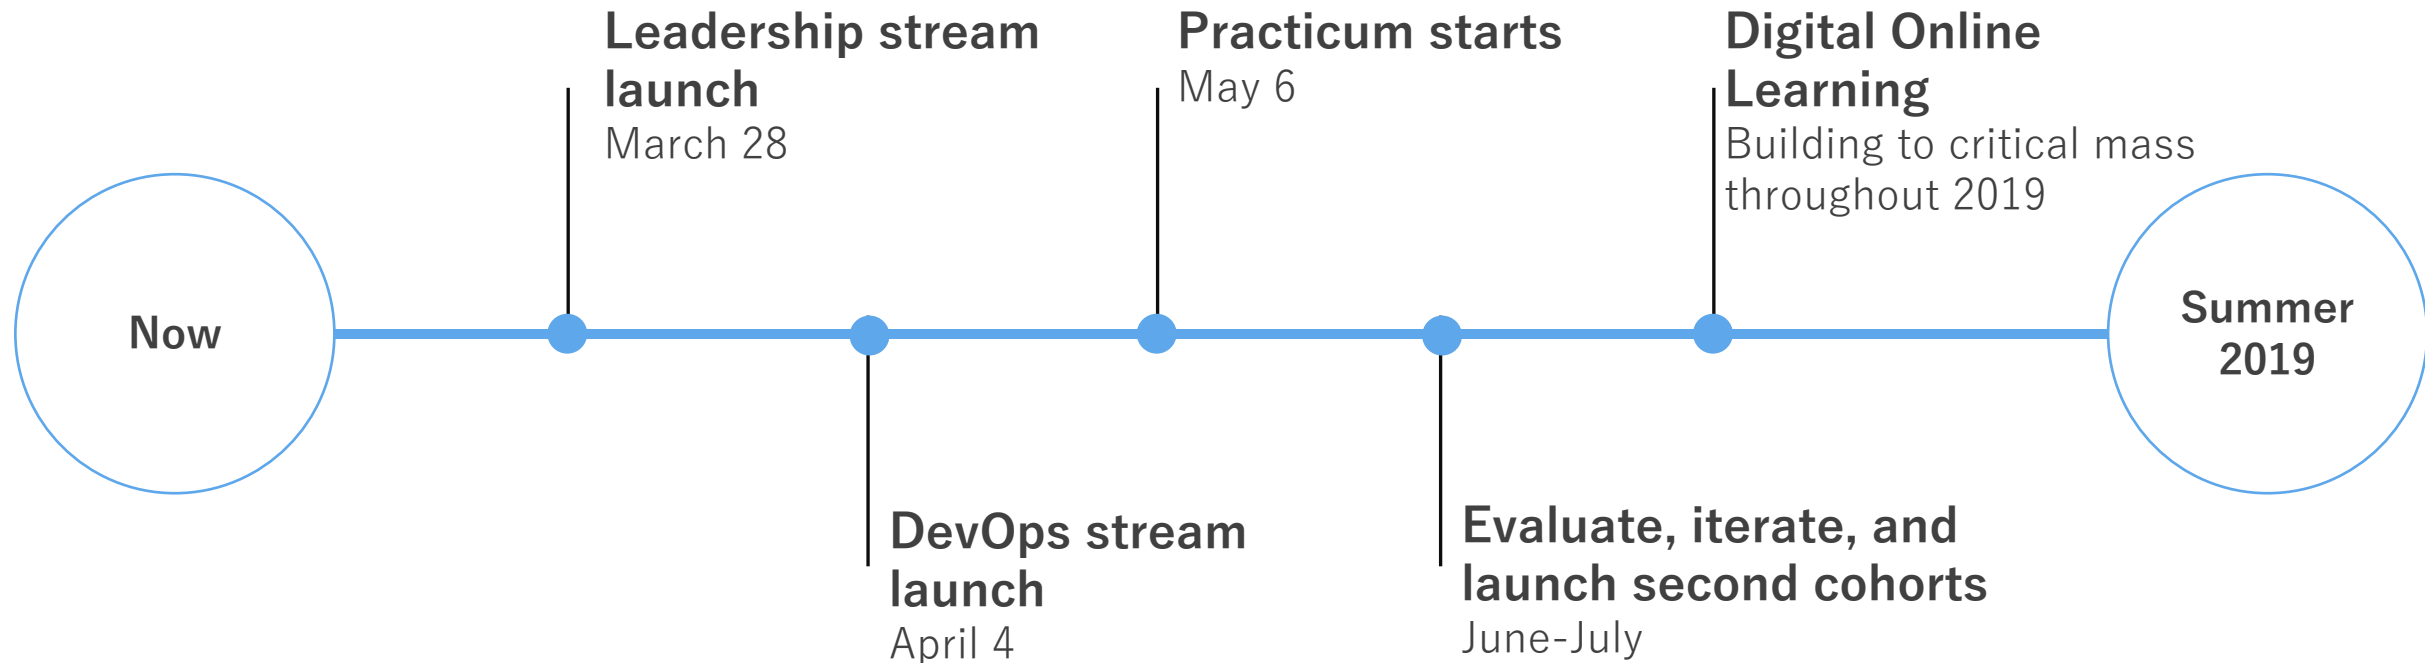 Now
Leadership stream
launch
March 28
DevOps stream
launch
April 4
Practicum starts
May 6
Evaluate, iterate, and
launch second cohorts
June-July
Digital Online
Learning
Building to critical mass
throughout 2019
Summer
2019